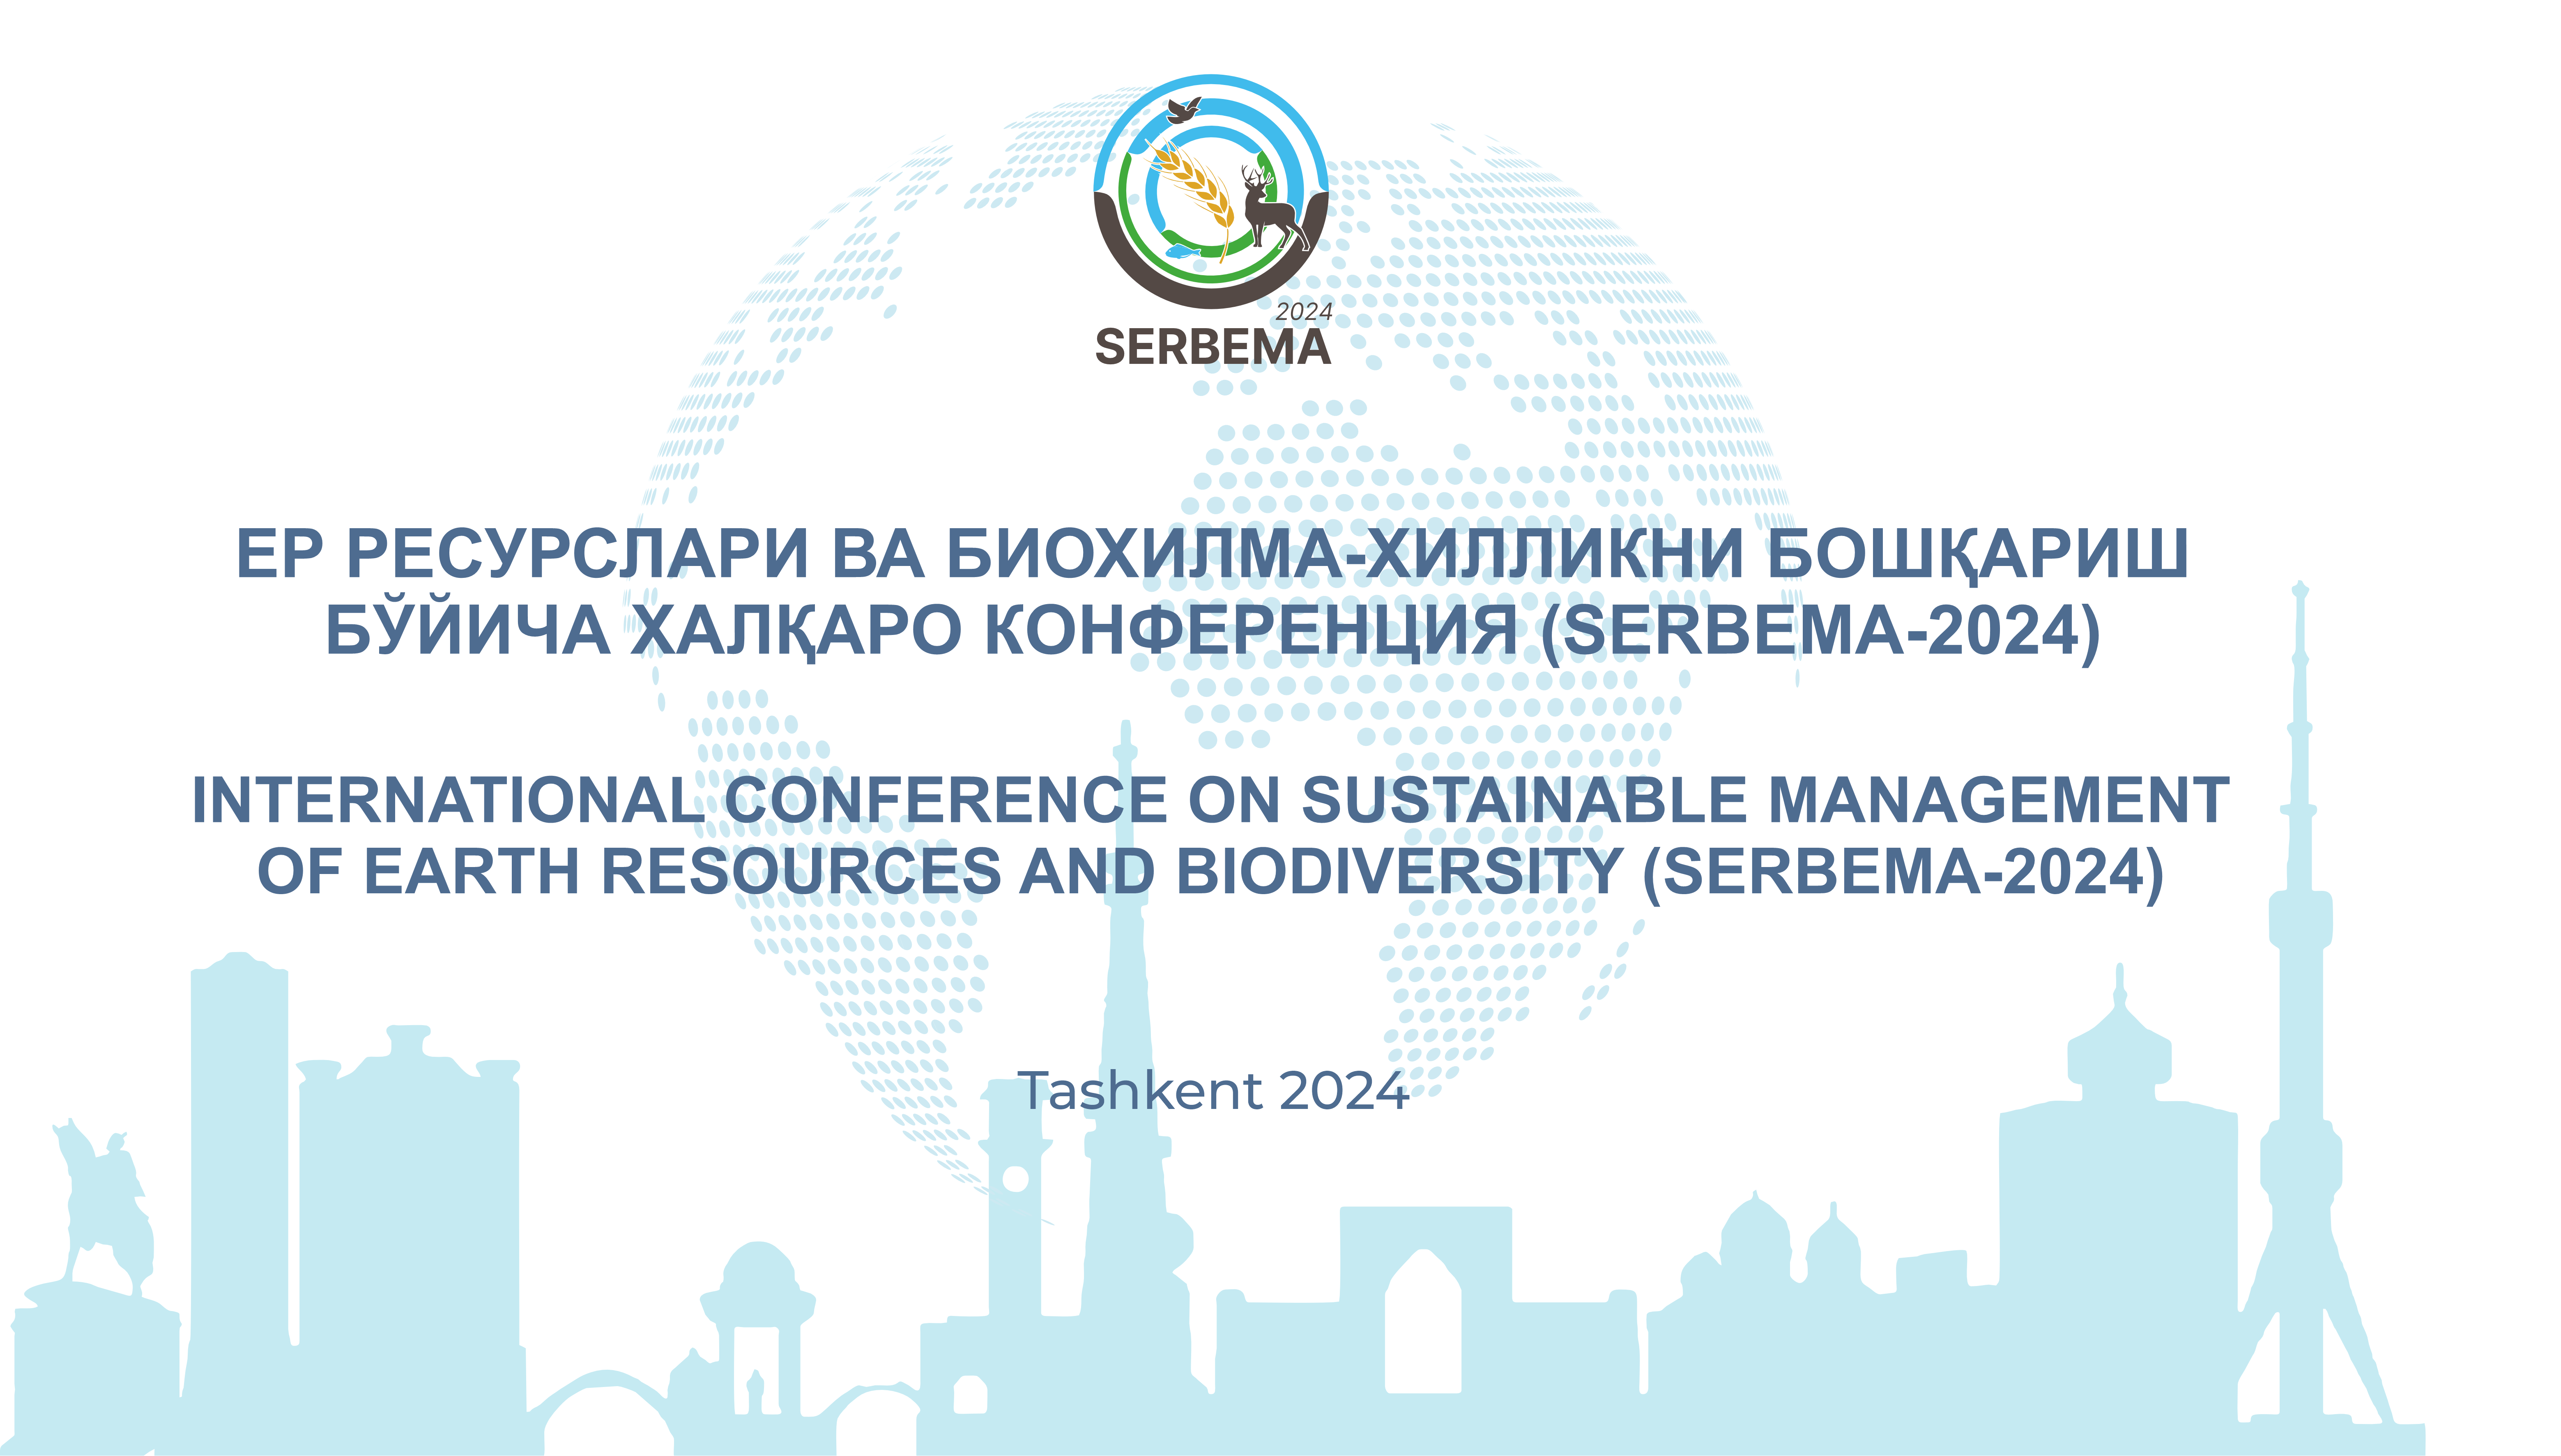 2024
SERBEMA
ЕР РЕСУРСЛАРИ ВА БИОХИЛМА-ХИЛЛИКНИ БОШҚАРИШ
БЎЙИЧА ХАЛҚАРО КОНФЕРЕНЦИЯ (SERBEMA-2024)
INTERNATIONAL CONFERENCE ON SUSTAINABLE MANAGEMENT
OF EARTH RESOURCES AND BIODIVERSITY (SERBEMA-2024)
Tashkent 2024